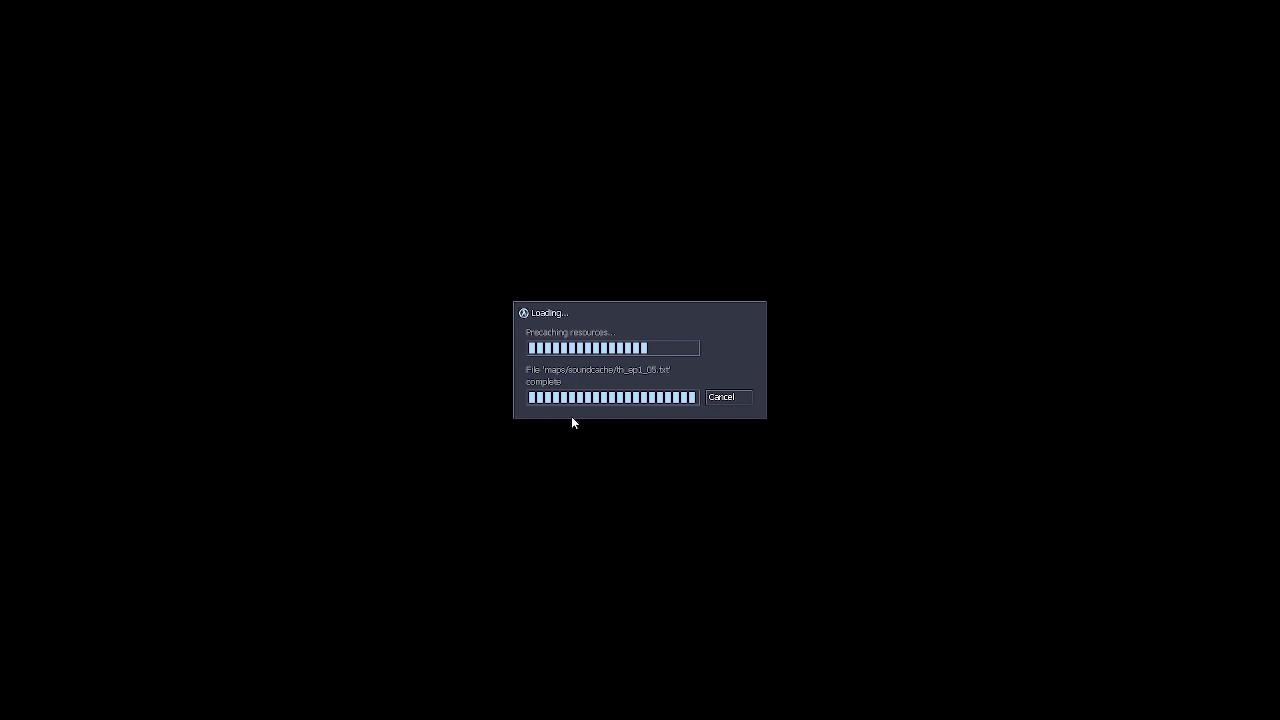 Loading...
Precaching resources...
File 'maps/soundcache/th_ep1_05.txt'
complete
Cancel